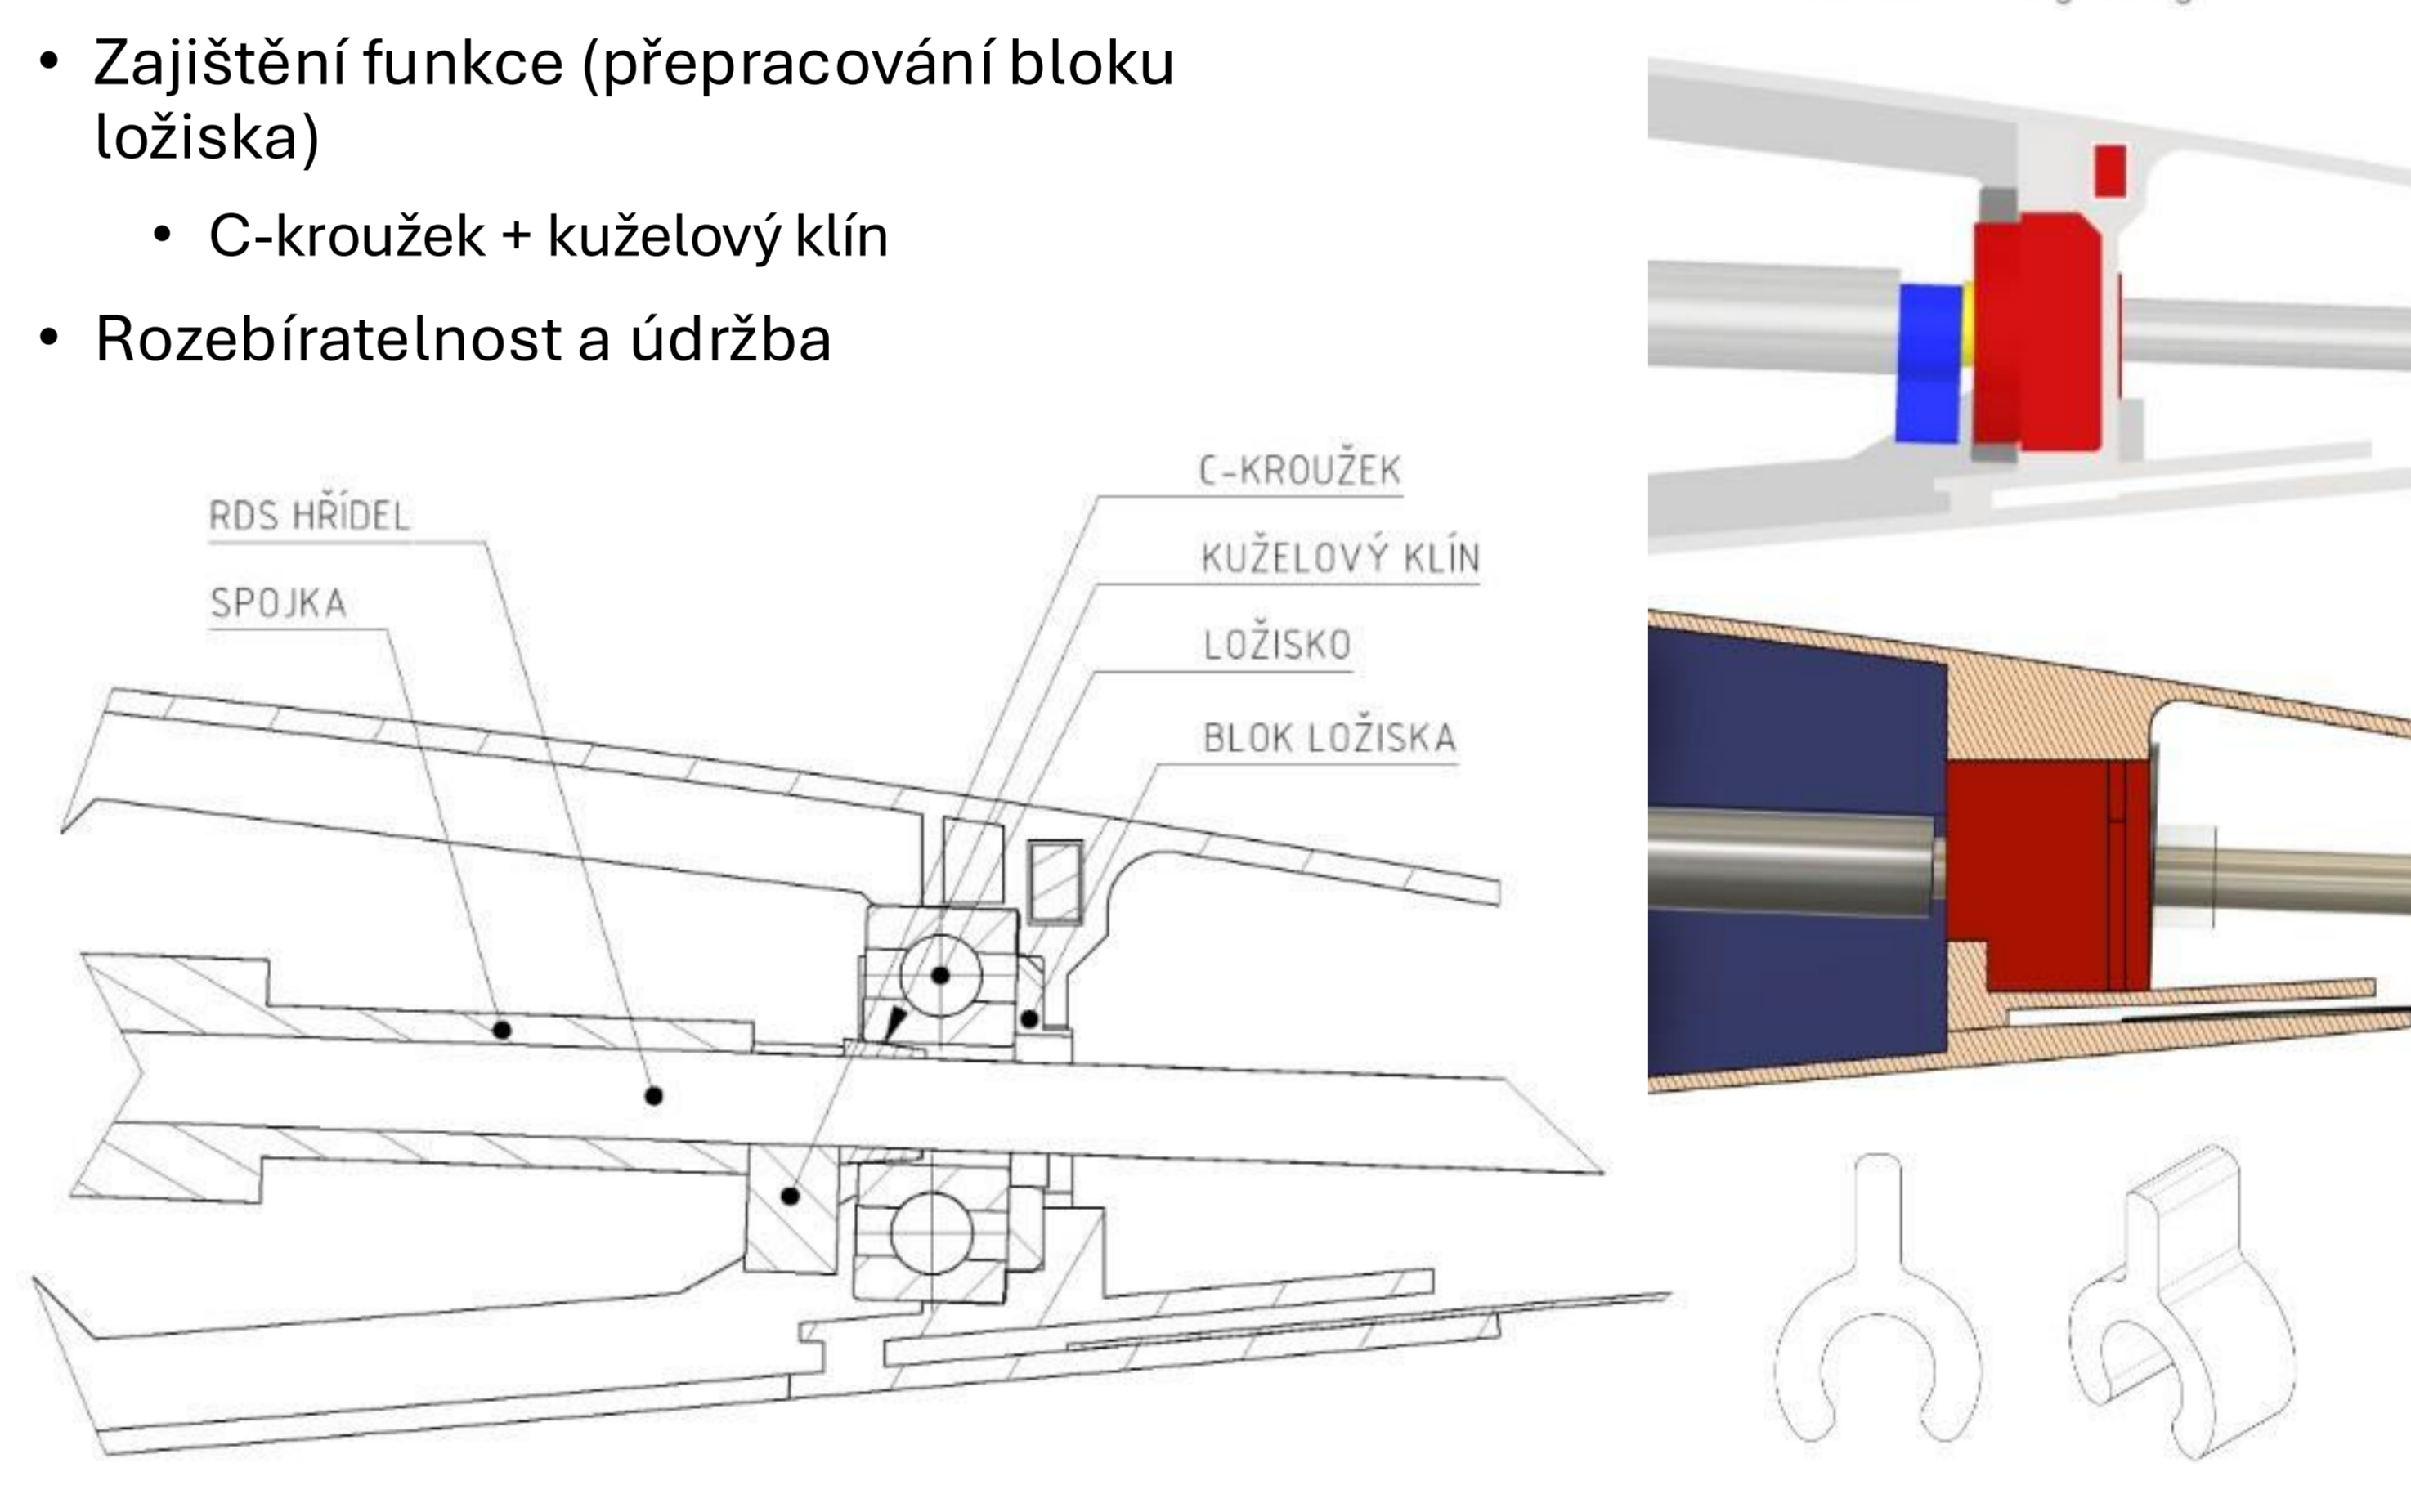 • Zajištění funkce (přepracování bloku
ložiska)
• C-kroužek + kuželový klín
• Rozebíratelnost a údržba
C-KROUŽEK
RDS HŘÍDEL
KUŽELOVÝ KLÍN
SPOJKA
LOŽISKO
BLOK LOŽISKA